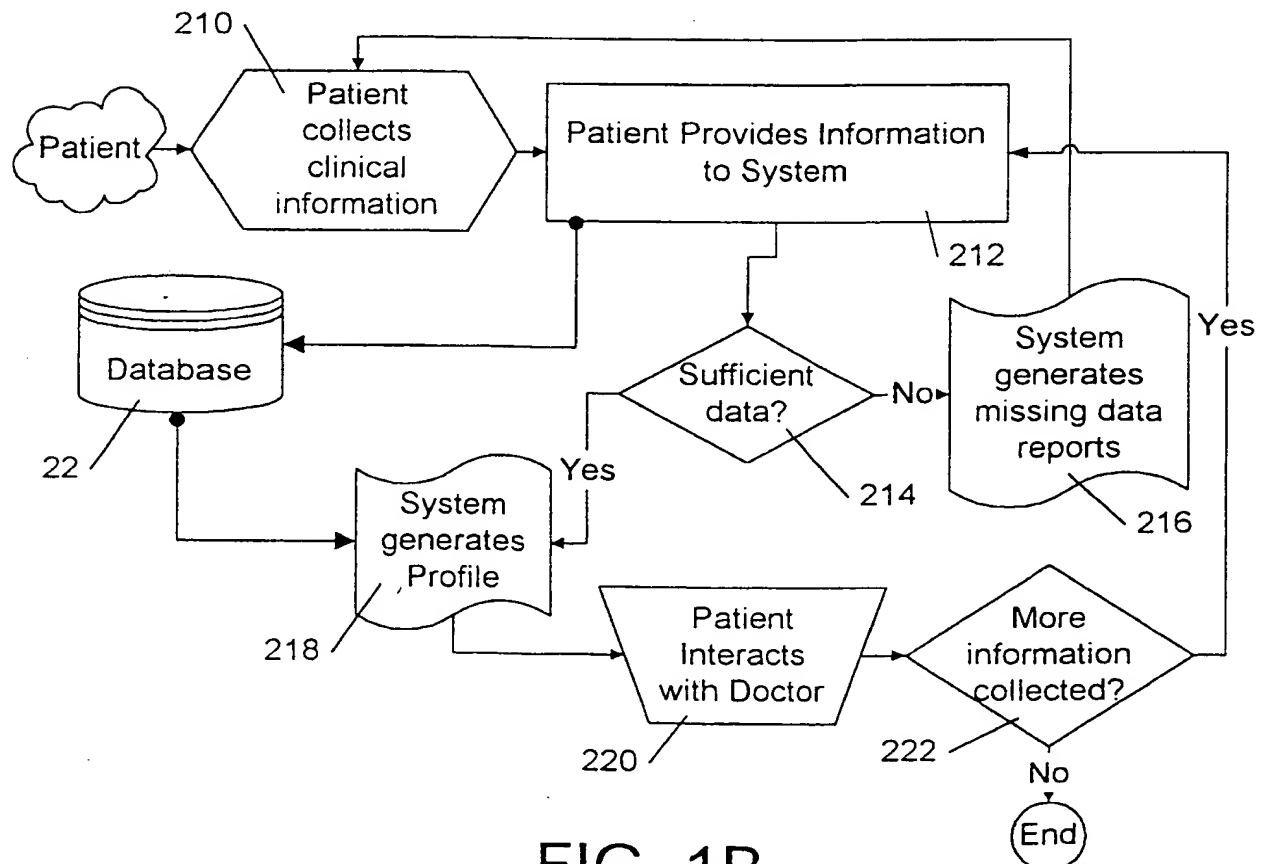 210
Patient
Patient
collects
clinical
information
Patient Provides Information
to System
212
Database
22
Sufficient
data?
No
214
System
generates
missing data
reports
216
Yes
Yes
System
generates
Profile
218
Patient
Interacts
with Doctor
220
More
information
collected?
222
No
End
FIG. 1B